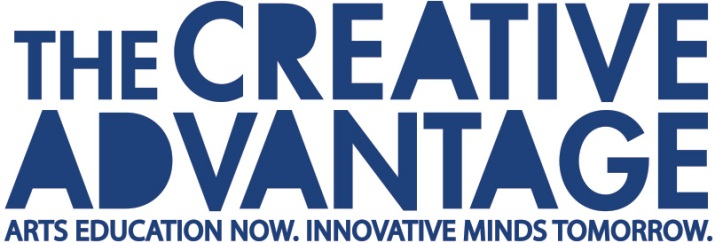 THE CREATIVE
ADVANTAGE
ARTS EDUCATION NOW. INNOVATIVE MINDS TOMORROW.